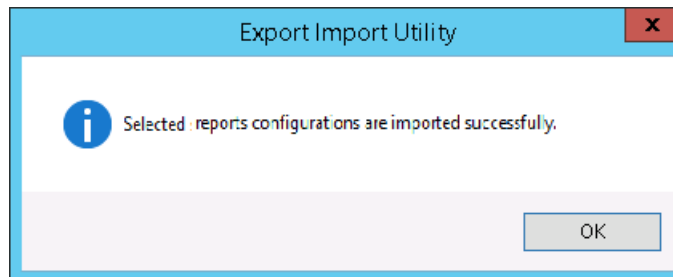 Export Import Utility
x
Selected reports configurations are imported successfully.
OK